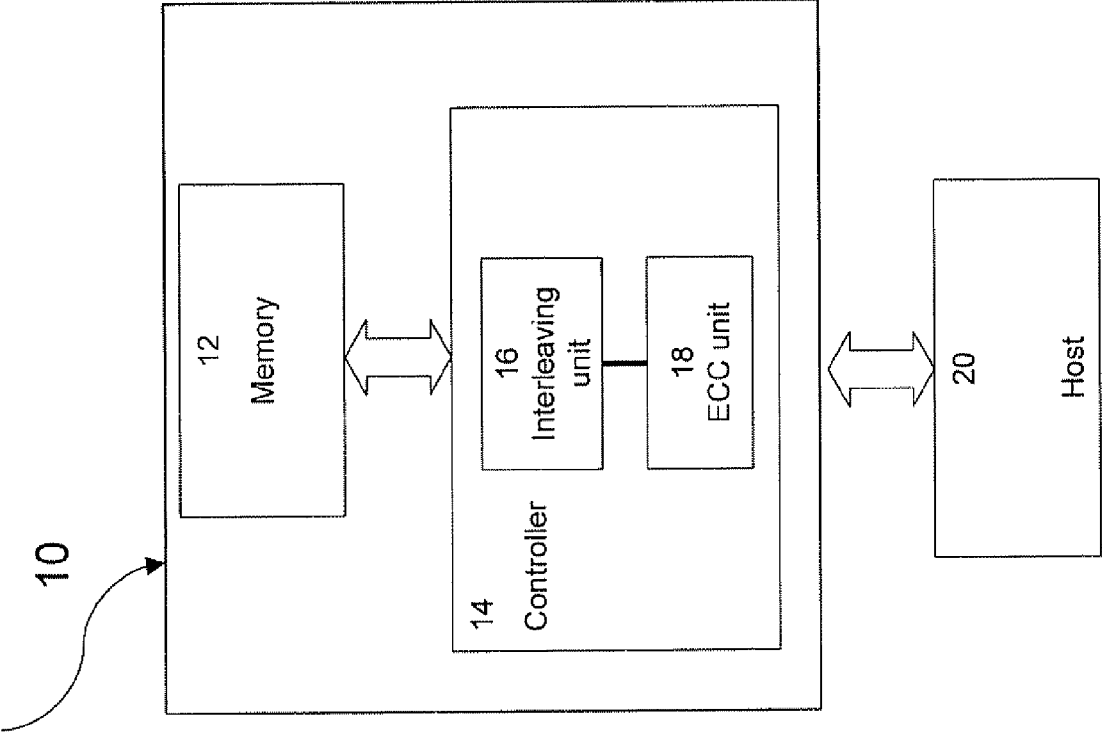 10
12
Memory
14
Controller
16
Interleaving
unit
18
ECC unit
20
Host